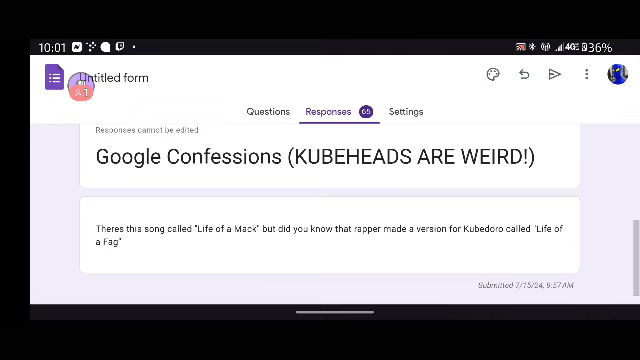 10:01 4GE 36%
Untitled form
1
Questions Responses 65 Settings
Responses cannot be edited
Google Confessions (KUBEHEADS ARE WEIRD!)
Theres this song called "Life of a Mack" but did you know that rapper made a version for Kubedoro called "Life of
a Fag"
Submitted 7/15/24, 9:57 AM